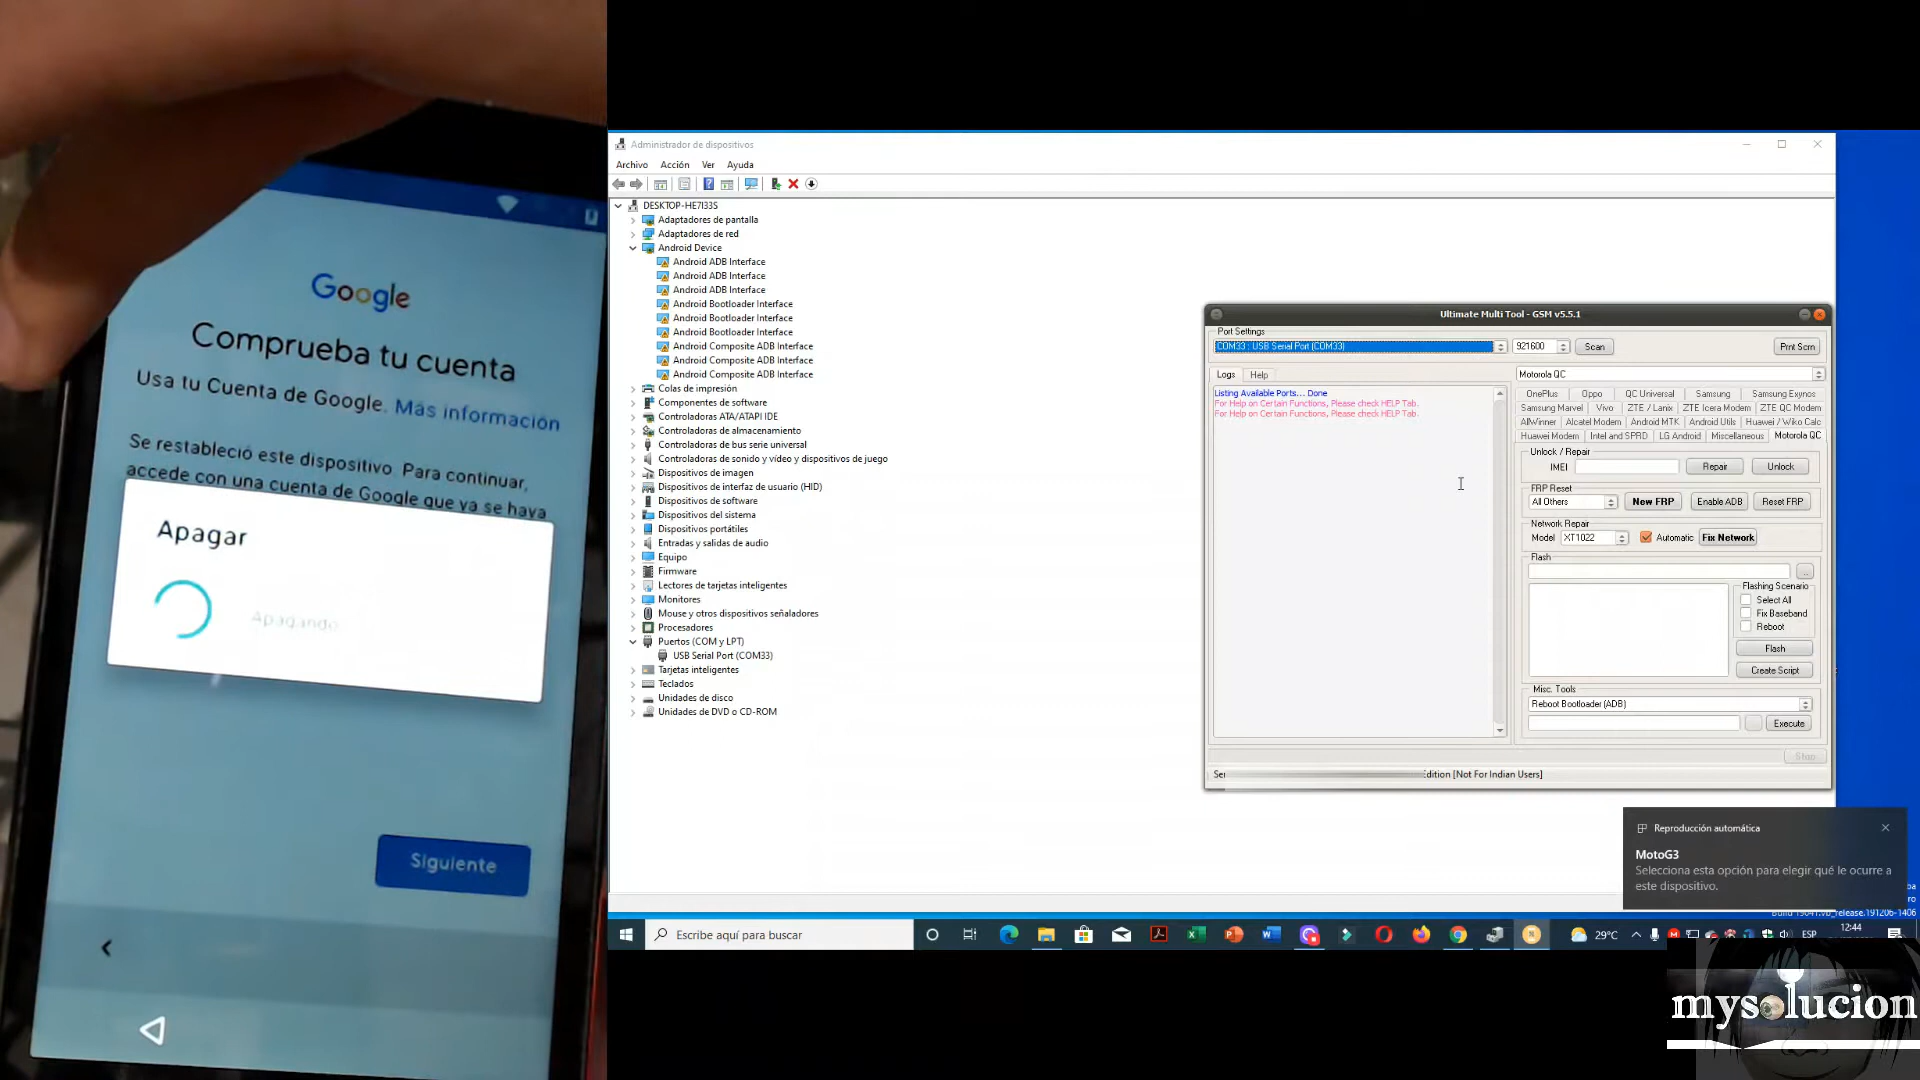 Google
Comprueba tu cuenta
Usa tu Cuenta de Google. Más información
Se restableció este dispositivo. Para continuar,
accede con una cuenta de Google que ya se haya
Apagar
Apagando
Siguiente
Administrador de dispositivos
Archivo Acción Ver Ayuda
DESKTOP-HE7I33S
Adaptadores de pantalla
Adaptadores de red
Android Device
Android ADB Interface
Android ADB Interface
Android ADB Interface
Android Bootloader Interface
Android Bootloader Interface
Android Bootloader Interface
Android Composite ADB Interface
Android Composite ADB Interface
Android Composite ADB Interface
Colas de impresión
Componentes de software
Controladoras ATA/ATAPI IDE
Controladoras de almacenamiento
Controladoras de bus serie universal
Controladoras de sonido y vídeo y dispositivos de juego
Dispositivos de imagen
Dispositivos de interfaz de usuario (HID)
Dispositivos de software
Dispositivos del sistema
Dispositivos portátiles
Entradas y salidas de audio
Equipo
Firmware
Lectores de tarjetas inteligentes
Monitores
Mouse y otros dispositivos señaladores
Procesadores
Puertos (COM y LPT)
USB Serial Port (COM33)
Tarjetas inteligentes
Teclados
Unidades de disco
Unidades de DVD o CD-ROM
Ultimate Multi Tool - GSM v5.5.1
Port Settings
COM33 : USB Serial Port (COM33) 921600 Scan Print Scrn
Logs Help
Listing Available Ports... Done
For Help on Certain Functions, Please check HELP Tab.
For Help on Certain Functions, Please check HELP Tab.
Motorola QC
OnePlus Oppo QC Universal Samsung Samsung Exynos
Samsung Marvel Vivo ZTE / Lanix ZTE Icera Modem ZTE QC Modem
AllWinner Alcatel Modem Android MTK Android Utils Huawei / Wiko Calc
Huawei Modem Intel and SPRD LG Android Miscellaneous Motorola QC
Unlock / Repair
IMEI Repair Unlock
FRP Reset
All Others New FRP Enable ADB Reset FRP
Network Repair
Model XT1022 Automatic Fix Network
Flash
...
Flashing Scenario
Select All
Fix Baseband
Reboot
Flash
Create Script
Misc. Tools
Reboot Bootloader (ADB)
Execute
Stop
Ser
Edition [Not For Indian Users]
Reproducción automática
MotoG3
Selecciona esta opción para elegir qué le ocurre a
este dispositivo.
Build 19041.vb_release.191206-1406
Escribe aquí para buscar
29°C ESP 12:44
mysolucion